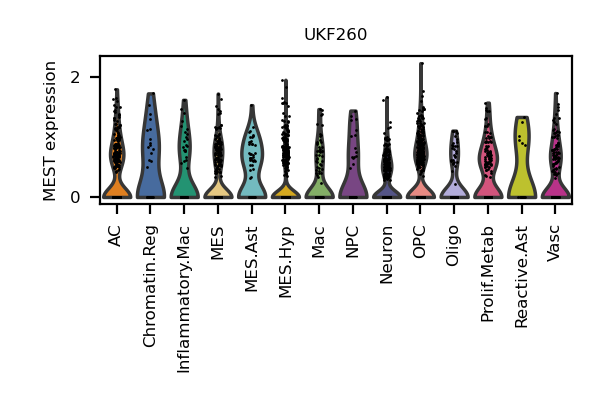 UKF260
MEST expression
2
0
AC
Chromatin.Reg
Inflammatory.Mac
MES
MES.Ast
MES.Hyp
Mac
NPC
Neuron
OPC
Oligo
Prolif.Metab
Reactive.Ast
Vasc